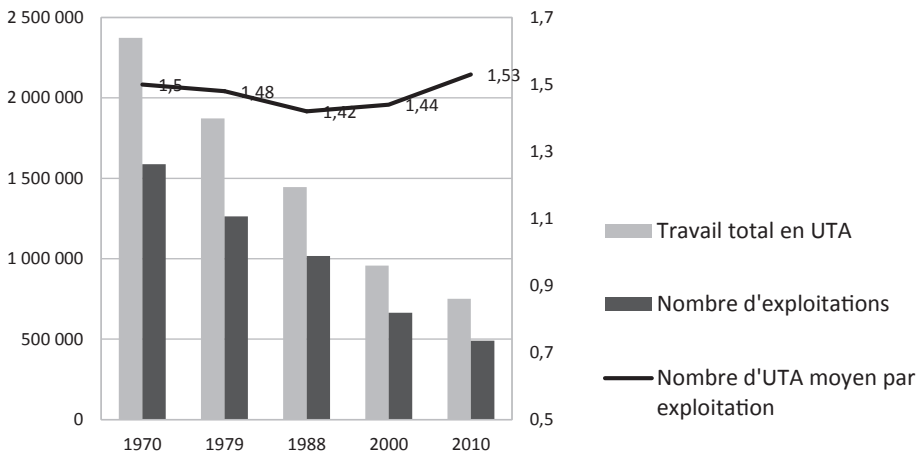 2 500 000
2 000 000
1 500 000
1 000 000
500 000
0
1,5
1,48
1,42
1,44
1,53
1,7
1,5
1,3
1,1
0,9
0,7
0,5
1970
1979
1988
2000
2010
Travail total en UTA
Nombre d'exploitations
Nombre d'UTA moyen par
exploitation